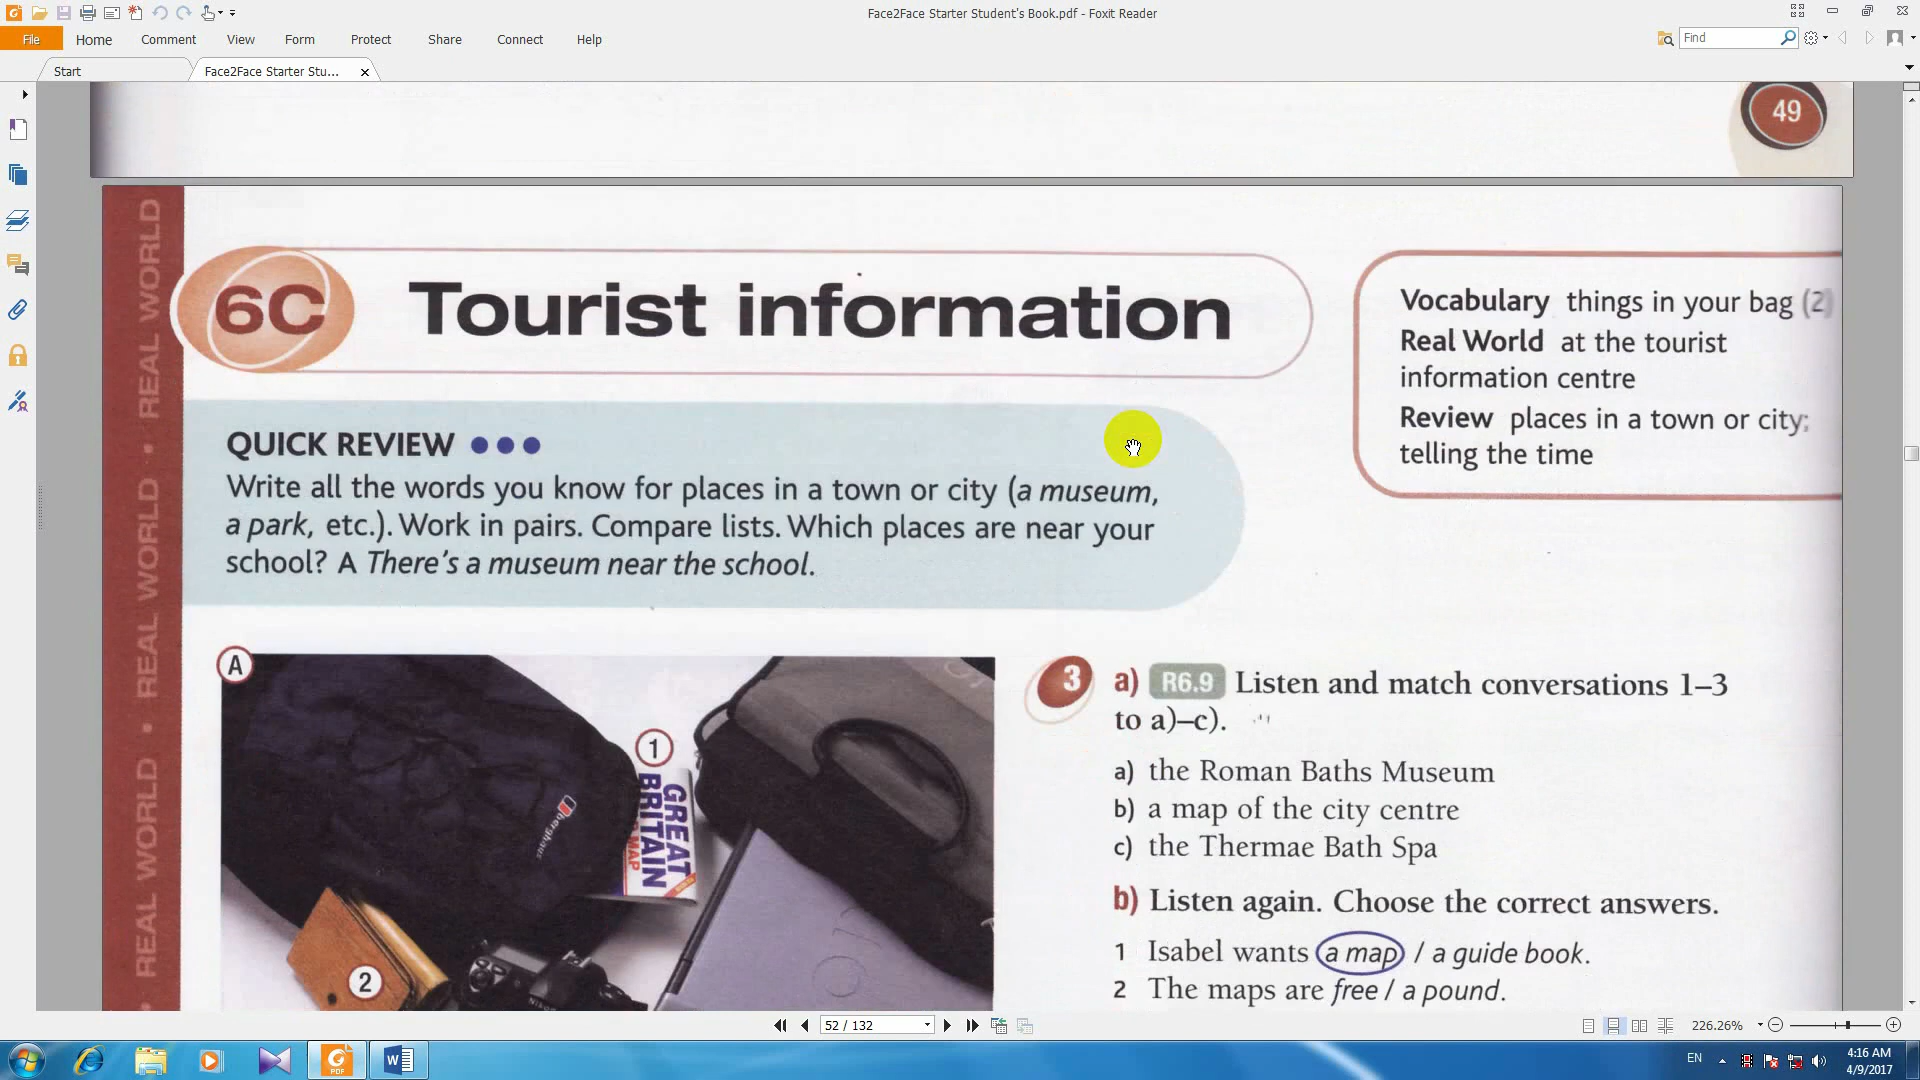 Face2Face Starter Student's Book.pdf - Foxit Reader
File Home Comment View Form Protect Share Connect Help
Find
Start
Face2Face Starter Stu...
49
REAL WORLD • REAL WORLD • REAL WORLD •
6C Tourist information
Vocabulary things in your bag (2)
Real World at the tourist
information centre
Review places in a town or city;
telling the time
QUICK REVIEW •••
Write all the words you know for places in a town or city (a museum,
a park, etc.). Work in pairs. Compare lists. Which places are near your
school? A There's a museum near the school.
A
1
GREAT
BRITAIN
MAP
berghaus
2
Nikon
3 a) R6.9 Listen and match conversations 1–3
to a)–c).
a) the Roman Baths Museum
b) a map of the city centre
c) the Thermae Bath Spa
b) Listen again. Choose the correct answers.
1 Isabel wants a map / a guide book.
2 The maps are free / a pound.
52 / 132
226.26%
PDF
W
EN
4:16 AM
4/9/2017